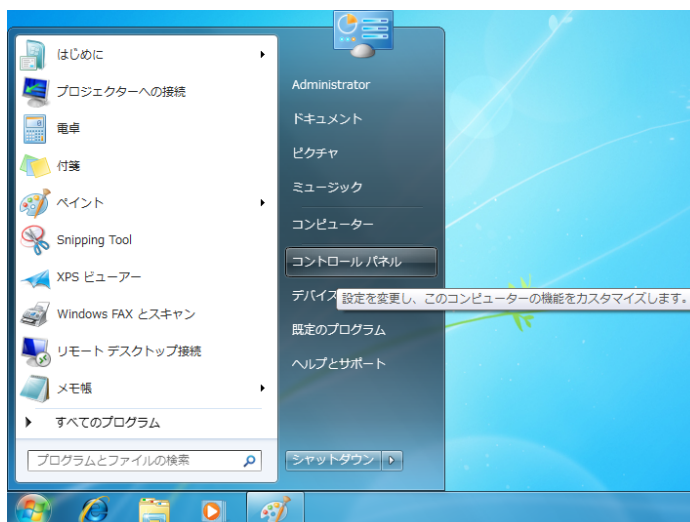 はじめに
プロジェクターへの接続
電卓
付箋
ペイント
Snipping Tool
XPS ビューアー
Windows FAX とスキャン
リモート デスクトップ接続
メモ帳
すべてのプログラム
プログラムとファイルの検索
Administrator
ドキュメント
ピクチャ
ミュージック
コンピューター
コントロール パネル
デバイス
設定を変更し、このコンピューターの機能をカスタマイズします。
既定のプログラム
ヘルプとサポート
シャットダウン